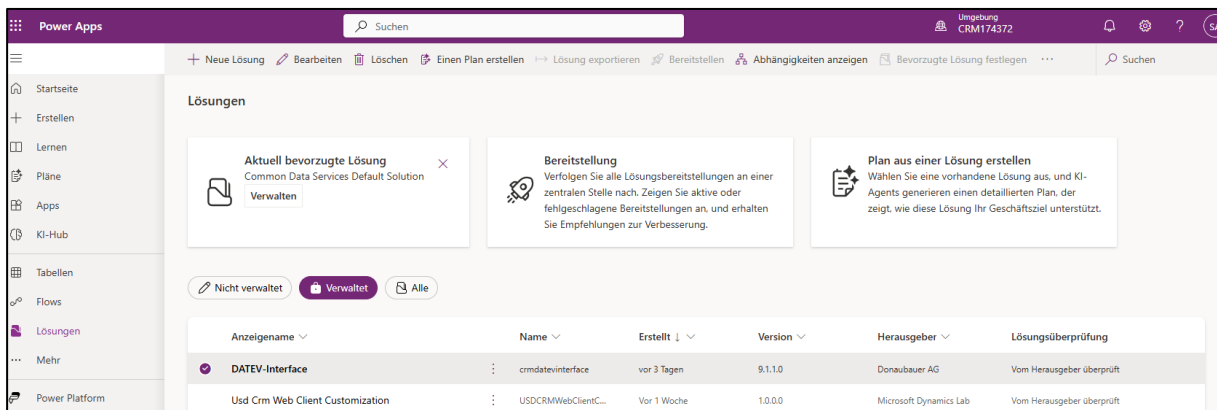 Power Apps
Suchen
Umgebung
CRM174372
Neue Lösung Bearbeiten Löschen Einen Plan erstellen Lösung exportieren Bereitstellen Abhängigkeiten anzeigen Bevorzugte Lösung festlegen ··· Suchen
Startseite
Erstellen
Lernen
Pläne
Apps
KI-Hub
Tabellen
Flows
Lösungen
Mehr
Power Platform
Lösungen
Aktuell bevorzugte Lösung
Common Data Services Default Solution
Verwalten
Bereitstellung
Verfolgen Sie alle Lösungsbereitstellungen an einer
zentralen Stelle nach. Zeigen Sie aktive oder
fehlgeschlagene Bereitstellungen an, und erhalten
Sie Empfehlungen zur Verbesserung.
Plan aus einer Lösung erstellen
Wählen Sie eine vorhandene Lösung aus, und KI-
Agents generieren einen detaillierten Plan, der
zeigt, wie diese Lösung Ihr Geschäftsziel unterstützt.
Nicht verwaltet Verwaltet Alle
Anzeigename Name Erstellt ↓ Version Herausgeber Lösungsüberprüfung
DATEV-Interface crmdatevinterface vor 3 Tagen 9.1.1.0 Donaubauer AG Vom Herausgeber überprüft
Usd Crm Web Client Customization USDCRMWebClientC... Vor 1 Woche 1.0.0.0 Microsoft Dynamics Lab Vom Herausgeber überprüft